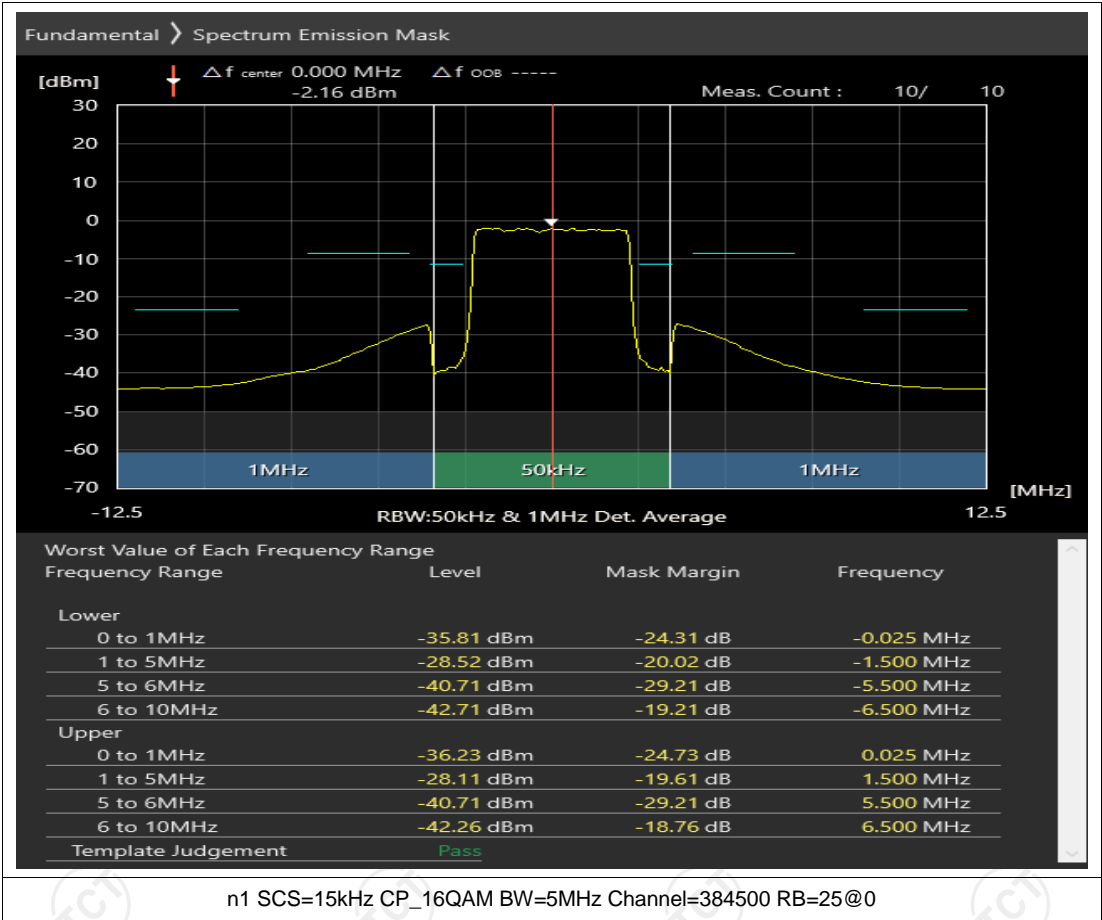 Fundamental ❯ Spectrum Emission Mask
[dBm] Δf center 0.000 MHz Δf OOB -----
-2.16 dBm Meas. Count : 10/ 10
30
20
10
0
-10
-20
-30
-40
-50
-60
-70
1MHz 50kHz 1MHz
[MHz]
-12.5 RBW:50kHz & 1MHz Det. Average 12.5
Worst Value of Each Frequency Range
Frequency Range Level Mask Margin Frequency
Lower
0 to 1MHz -35.81 dBm -24.31 dB -0.025 MHz
1 to 5MHz -28.52 dBm -20.02 dB -1.500 MHz
5 to 6MHz -40.71 dBm -29.21 dB -5.500 MHz
6 to 10MHz -42.71 dBm -19.21 dB -6.500 MHz
Upper
0 to 1MHz -36.23 dBm -24.73 dB 0.025 MHz
1 to 5MHz -28.11 dBm -19.61 dB 1.500 MHz
5 to 6MHz -40.71 dBm -29.21 dB 5.500 MHz
6 to 10MHz -42.26 dBm -18.76 dB 6.500 MHz
Template Judgement Pass
n1 SCS=15kHz CP_16QAM BW=5MHz Channel=384500 RB=25@0
TCT TCT TCT TCT